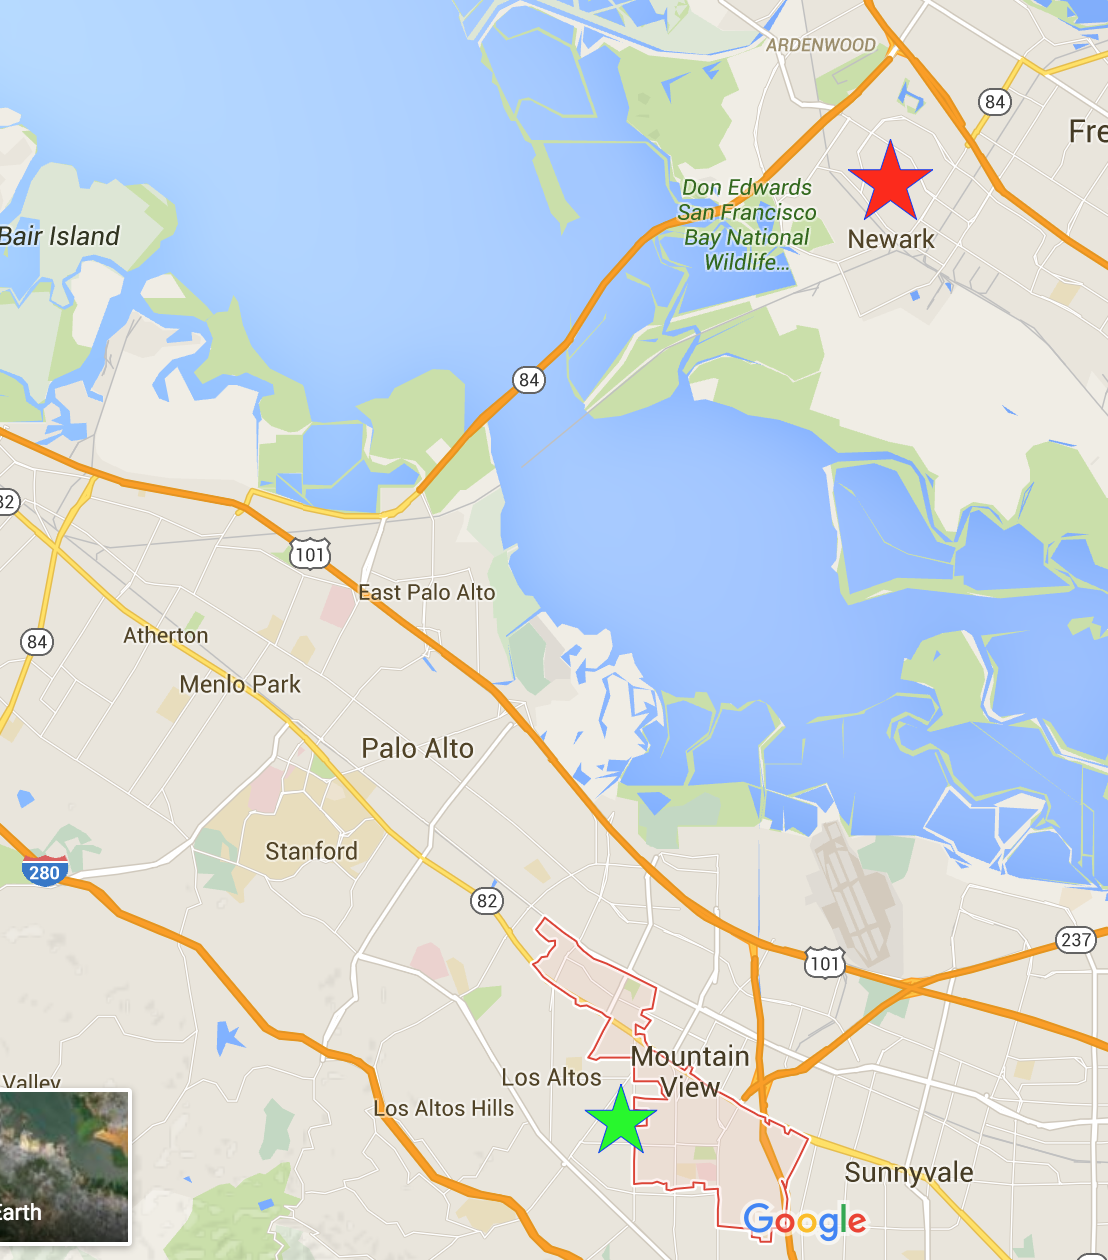 ARDENWOOD
84
Fre
Don Edwards
San Francisco
Bay National
Wildlife...
Newark
Bair Island
84
82
101
East Palo Alto
84
Atherton
Menlo Park
Palo Alto
Stanford
280
82
237
101
Mountain
View
Los Altos
Valley
Los Altos Hills
Sunnyvale
Earth
Google